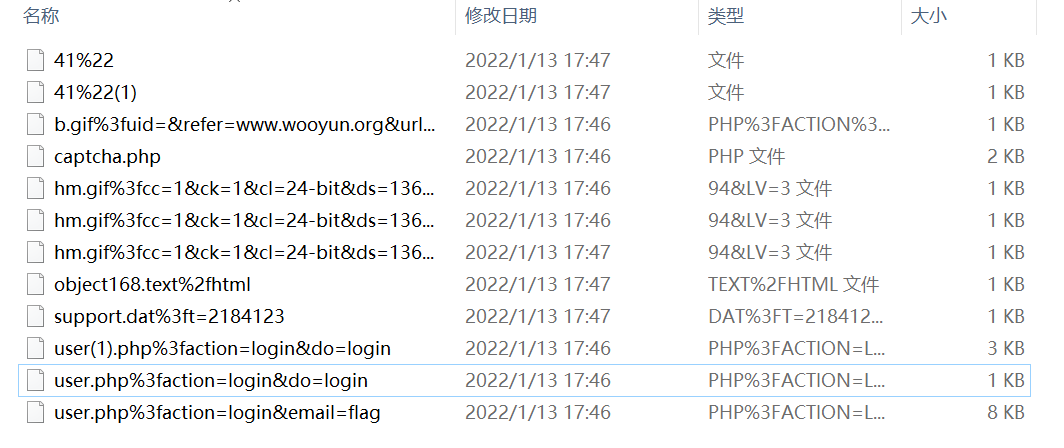 名称 修改日期 类型 大小
41%22 2022/1/13 17:47 文件 1 KB
41%22(1) 2022/1/13 17:47 文件 1 KB
b.gif%3fuid=&refer=www.wooyun.org&url... 2022/1/13 17:46 PHP%3FACTION%3... 1 KB
captcha.php 2022/1/13 17:46 PHP 文件 2 KB
hm.gif%3fcc=1&ck=1&cl=24-bit&ds=136... 2022/1/13 17:46 94&LV=3 文件 1 KB
hm.gif%3fcc=1&ck=1&cl=24-bit&ds=136... 2022/1/13 17:46 94&LV=3 文件 1 KB
hm.gif%3fcc=1&ck=1&cl=24-bit&ds=136... 2022/1/13 17:46 94&LV=3 文件 1 KB
object168.text%2fhtml 2022/1/13 17:47 TEXT%2FHTML 文件 1 KB
support.dat%3ft=2184123 2022/1/13 17:47 DAT%3FT=218412... 1 KB
user(1).php%3faction=login&do=login 2022/1/13 17:46 PHP%3FACTION=L... 3 KB
user.php%3faction=login&do=login 2022/1/13 17:46 PHP%3FACTION=L... 1 KB
user.php%3faction=login&email=flag 2022/1/13 17:46 PHP%3FACTION=L... 8 KB